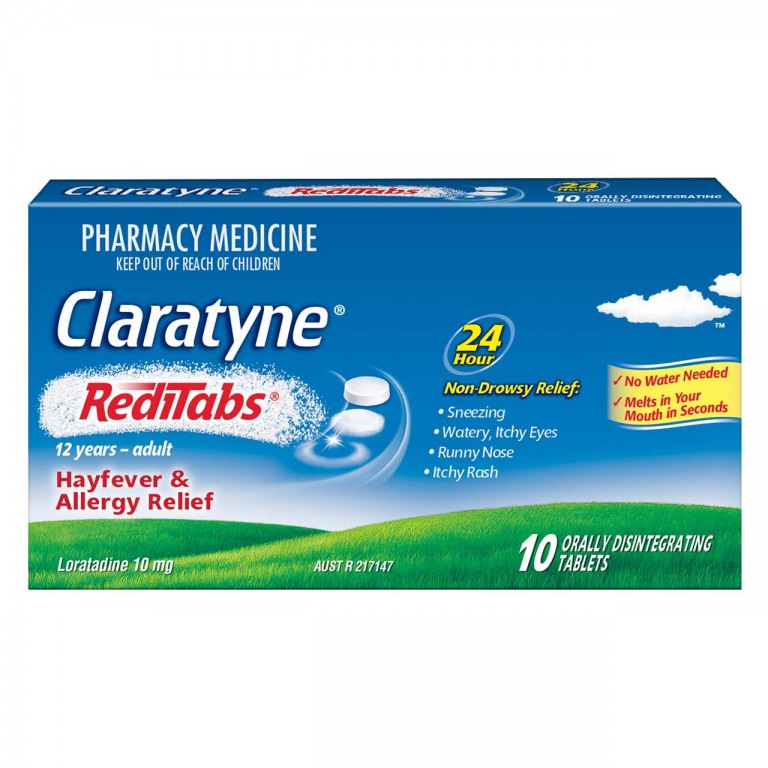 Claratyne® RediTabs® 24 Hour 10 ORALLY DISINTEGRATING TABLETS
PHARMACY MEDICINE
KEEP OUT OF REACH OF CHILDREN
Claratyne®
RediTabs®
12 years – adult
Hayfever &
Allergy Relief
24
Hour
Non-Drowsy Relief:
• Sneezing
• Watery, Itchy Eyes
• Runny Nose
• Itchy Rash
TM
✓ No Water Needed
✓ Melts in Your
Mouth in Seconds
Loratadine 10 mg
AUST R 217147
10 ORALLY DISINTEGRATING
TABLETS